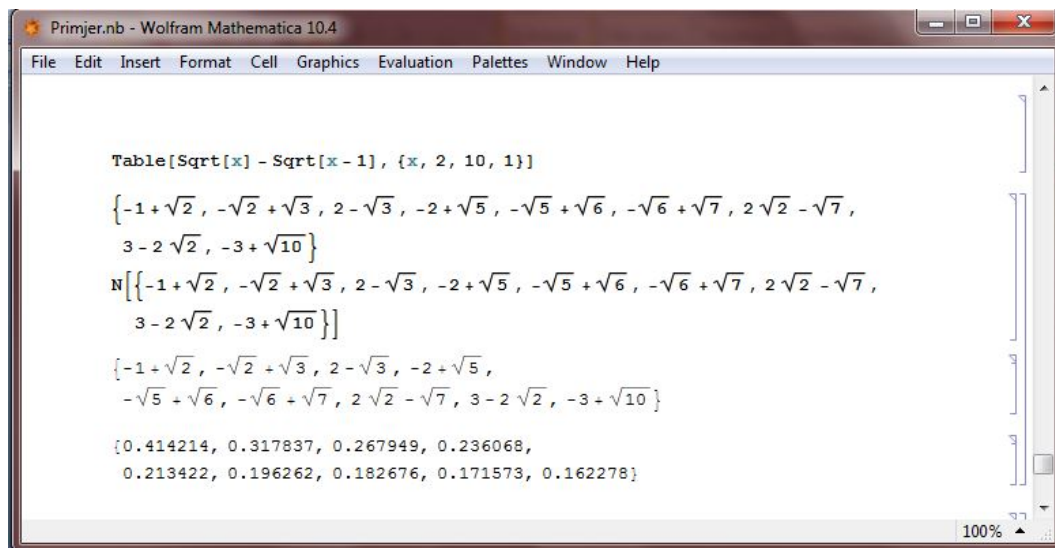 Primjer.nb - Wolfram Mathematica 10.4
File Edit Insert Format Cell Graphics Evaluation Palettes Window Help
Table[Sqrt[x] - Sqrt[x - 1], {x, 2, 10, 1}]
{-1 + √2 , -√2 + √3 , 2 - √3 , -2 + √5 , -√5 + √6 , -√6 + √7 , 2 √2 - √7 ,
3 - 2 √2 , -3 + √10 }
N[{-1 + √2 , -√2 + √3 , 2 - √3 , -2 + √5 , -√5 + √6 , -√6 + √7 , 2 √2 - √7 ,
3 - 2 √2 , -3 + √10 }]
{-1 + √2 , -√2 + √3 , 2 - √3 , -2 + √5 ,
-√5 + √6 , -√6 + √7 , 2 √2 - √7 , 3 - 2 √2 , -3 + √10 }
{0.414214, 0.317837, 0.267949, 0.236068,
0.213422, 0.196262, 0.182676, 0.171573, 0.162278}
100%